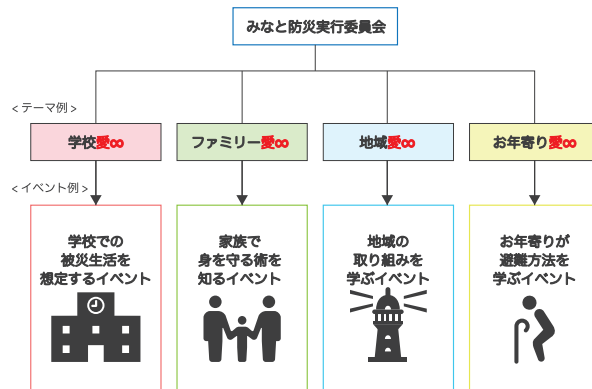 みなと防災実行委員会
<テーマ例>
学校愛∞
ファミリー愛∞
地域愛∞
お年寄り愛∞
<イベント例>
学校での
被災生活を
想定するイベント
家族で
身を守る術を
知るイベント
地域の
取り組みを
学ぶイベント
お年寄りが
避難方法を
学ぶイベント